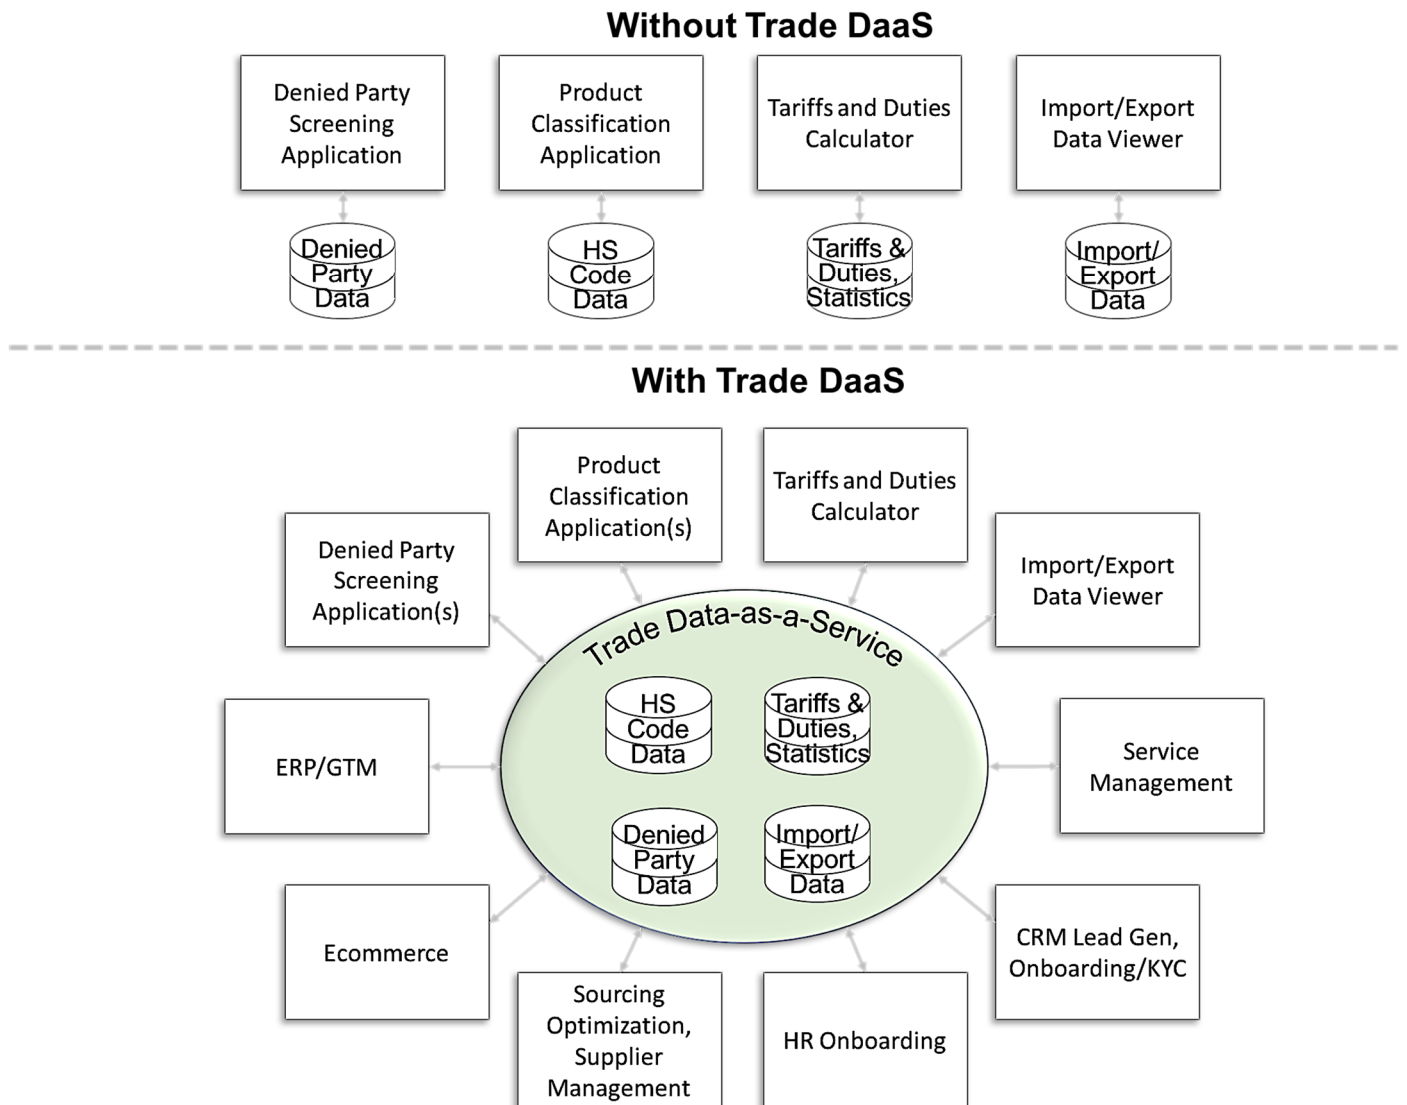 Without Trade DaaS
Denied Party
Screening
Application
Product
Classification
Application
Tariffs and Duties
Calculator
Import/Export
Data Viewer
Denied
Party
Data
HS
Code
Data
Tariffs &
Duties,
Statistics
Import/
Export
Data
With Trade DaaS
Product
Classification
Application(s)
Tariffs and Duties
Calculator
Denied Party
Screening
Application(s)
Import/Export
Data Viewer
Trade Data-as-a-Service
HS
Code
Data
Tariffs &
Duties,
Statistics
ERP/GTM
Service
Management
Denied
Party
Data
Import/
Export
Data
Ecommerce
CRM Lead Gen,
Onboarding/KYC
Sourcing
Optimization,
Supplier
Management
HR Onboarding